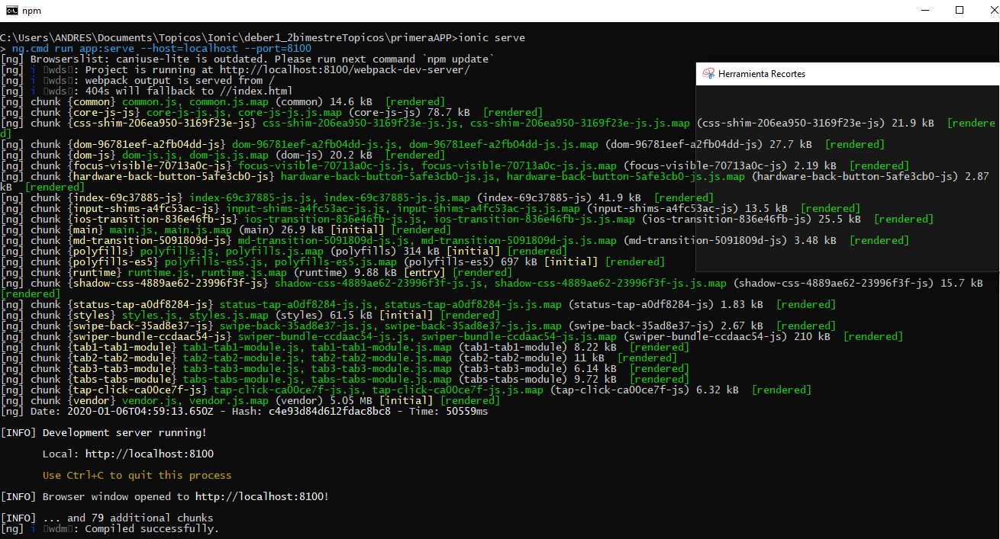 npm
C:\Users\ANDRES\Documents\Topicos\Ionic\deber1_2bimestreTopicos\primeraAPP>ionic serve
> ng.cmd run app:serve --host=localhost --port=8100
[ng] Browserslist: caniuse-lite is outdated. Please run next command `npm update`
[ng] i ｢wds｣: Project is running at http://localhost:8100/webpack-dev-server/
[ng] i ｢wds｣: webpack output is served from /
[ng] i ｢wds｣: 404s will fallback to //index.html
Herramienta Recortes
[ng] chunk {common} common.js, common.js.map (common) 14.6 kB  [rendered]
[ng] chunk {core-js-js} core-js-js.js, core-js-js.js.map (core-js-js) 78.7 kB  [rendered]
[ng] chunk {css-shim-206ea950-3169f23e-js} css-shim-206ea950-3169f23e-js.js, css-shim-206ea950-3169f23e-js.js.map (css-shim-206ea950-3169f23e-js) 21.9 kB  [rendere
d]
[ng] chunk {dom-96781eef-a2fb04dd-js} dom-96781eef-a2fb04dd-js.js, dom-96781eef-a2fb04dd-js.js.map (dom-96781eef-a2fb04dd-js) 27.7 kB  [rendered]
[ng] chunk {dom-js} dom-js.js, dom-js.js.map (dom-js) 20.2 kB  [rendered]
[ng] chunk {focus-visible-70713a0c-js} focus-visible-70713a0c-js.js, focus-visible-70713a0c-js.js.map (focus-visible-70713a0c-js) 2.19 kB  [rendered]
[ng] chunk {hardware-back-button-5afe3cb0-js} hardware-back-button-5afe3cb0-js.js, hardware-back-button-5afe3cb0-js.js.map (hardware-back-button-5afe3cb0-js) 2.87
kB  [rendered]
[ng] chunk {index-69c37885-js} index-69c37885-js.js, index-69c37885-js.js.map (index-69c37885-js) 41.9 kB  [rendered]
[ng] chunk {input-shims-a4fc53ac-js} input-shims-a4fc53ac-js.js, input-shims-a4fc53ac-js.js.map (input-shims-a4fc53ac-js) 13.5 kB  [rendered]
[ng] chunk {ios-transition-836e46fb-js} ios-transition-836e46fb-js.js, ios-transition-836e46fb-js.js.map (ios-transition-836e46fb-js) 25.5 kB  [rendered]
[ng] chunk {main} main.js, main.js.map (main) 26.9 kB [initial] [rendered]
[ng] chunk {md-transition-5091809d-js} md-transition-5091809d-js.js, md-transition-5091809d-js.js.map (md-transition-5091809d-js) 3.48 kB  [rendered]
[ng] chunk {polyfills} polyfills.js, polyfills.js.map (polyfills) 314 kB [initial] [rendered]
[ng] chunk {polyfills-es5} polyfills-es5.js, polyfills-es5.js.map (polyfills-es5) 697 kB [initial] [rendered]
[ng] chunk {runtime} runtime.js, runtime.js.map (runtime) 9.88 kB [entry] [rendered]
[ng] chunk {shadow-css-4889ae62-23996f3f-js} shadow-css-4889ae62-23996f3f-js.js, shadow-css-4889ae62-23996f3f-js.js.map (shadow-css-4889ae62-23996f3f-js) 15.7 kB
[rendered]
[ng] chunk {status-tap-a0df8284-js} status-tap-a0df8284-js.js, status-tap-a0df8284-js.js.map (status-tap-a0df8284-js) 1.83 kB  [rendered]
[ng] chunk {styles} styles.js, styles.js.map (styles) 61.5 kB [initial] [rendered]
[ng] chunk {swipe-back-35ad8e37-js} swipe-back-35ad8e37-js.js, swipe-back-35ad8e37-js.js.map (swipe-back-35ad8e37-js) 2.67 kB  [rendered]
[ng] chunk {swiper-bundle-ccdaac54-js} swiper-bundle-ccdaac54-js.js, swiper-bundle-ccdaac54-js.js.map (swiper-bundle-ccdaac54-js) 210 kB  [rendered]
[ng] chunk {tab1-tab1-module} tab1-tab1-module.js, tab1-tab1-module.js.map (tab1-tab1-module) 8.22 kB  [rendered]
[ng] chunk {tab2-tab2-module} tab2-tab2-module.js, tab2-tab2-module.js.map (tab2-tab2-module) 11 kB  [rendered]
[ng] chunk {tab3-tab3-module} tab3-tab3-module.js, tab3-tab3-module.js.map (tab3-tab3-module) 6.14 kB  [rendered]
[ng] chunk {tabs-tabs-module} tabs-tabs-module.js, tabs-tabs-module.js.map (tabs-tabs-module) 9.72 kB  [rendered]
[ng] chunk {tap-click-ca00ce7f-js} tap-click-ca00ce7f-js.js, tap-click-ca00ce7f-js.js.map (tap-click-ca00ce7f-js) 6.32 kB  [rendered]
[ng] chunk {vendor} vendor.js, vendor.js.map (vendor) 5.05 MB [initial] [rendered]
[ng] Date: 2020-01-06T04:59:13.650Z - Hash: c4e93d84d612fdac8bc8 - Time: 50559ms
[INFO] Development server running!
Local: http://localhost:8100
Use Ctrl+C to quit this process
[INFO] Browser window opened to http://localhost:8100!
[INFO] ... and 79 additional chunks
[ng] i ｢wdm｣: Compiled successfully.